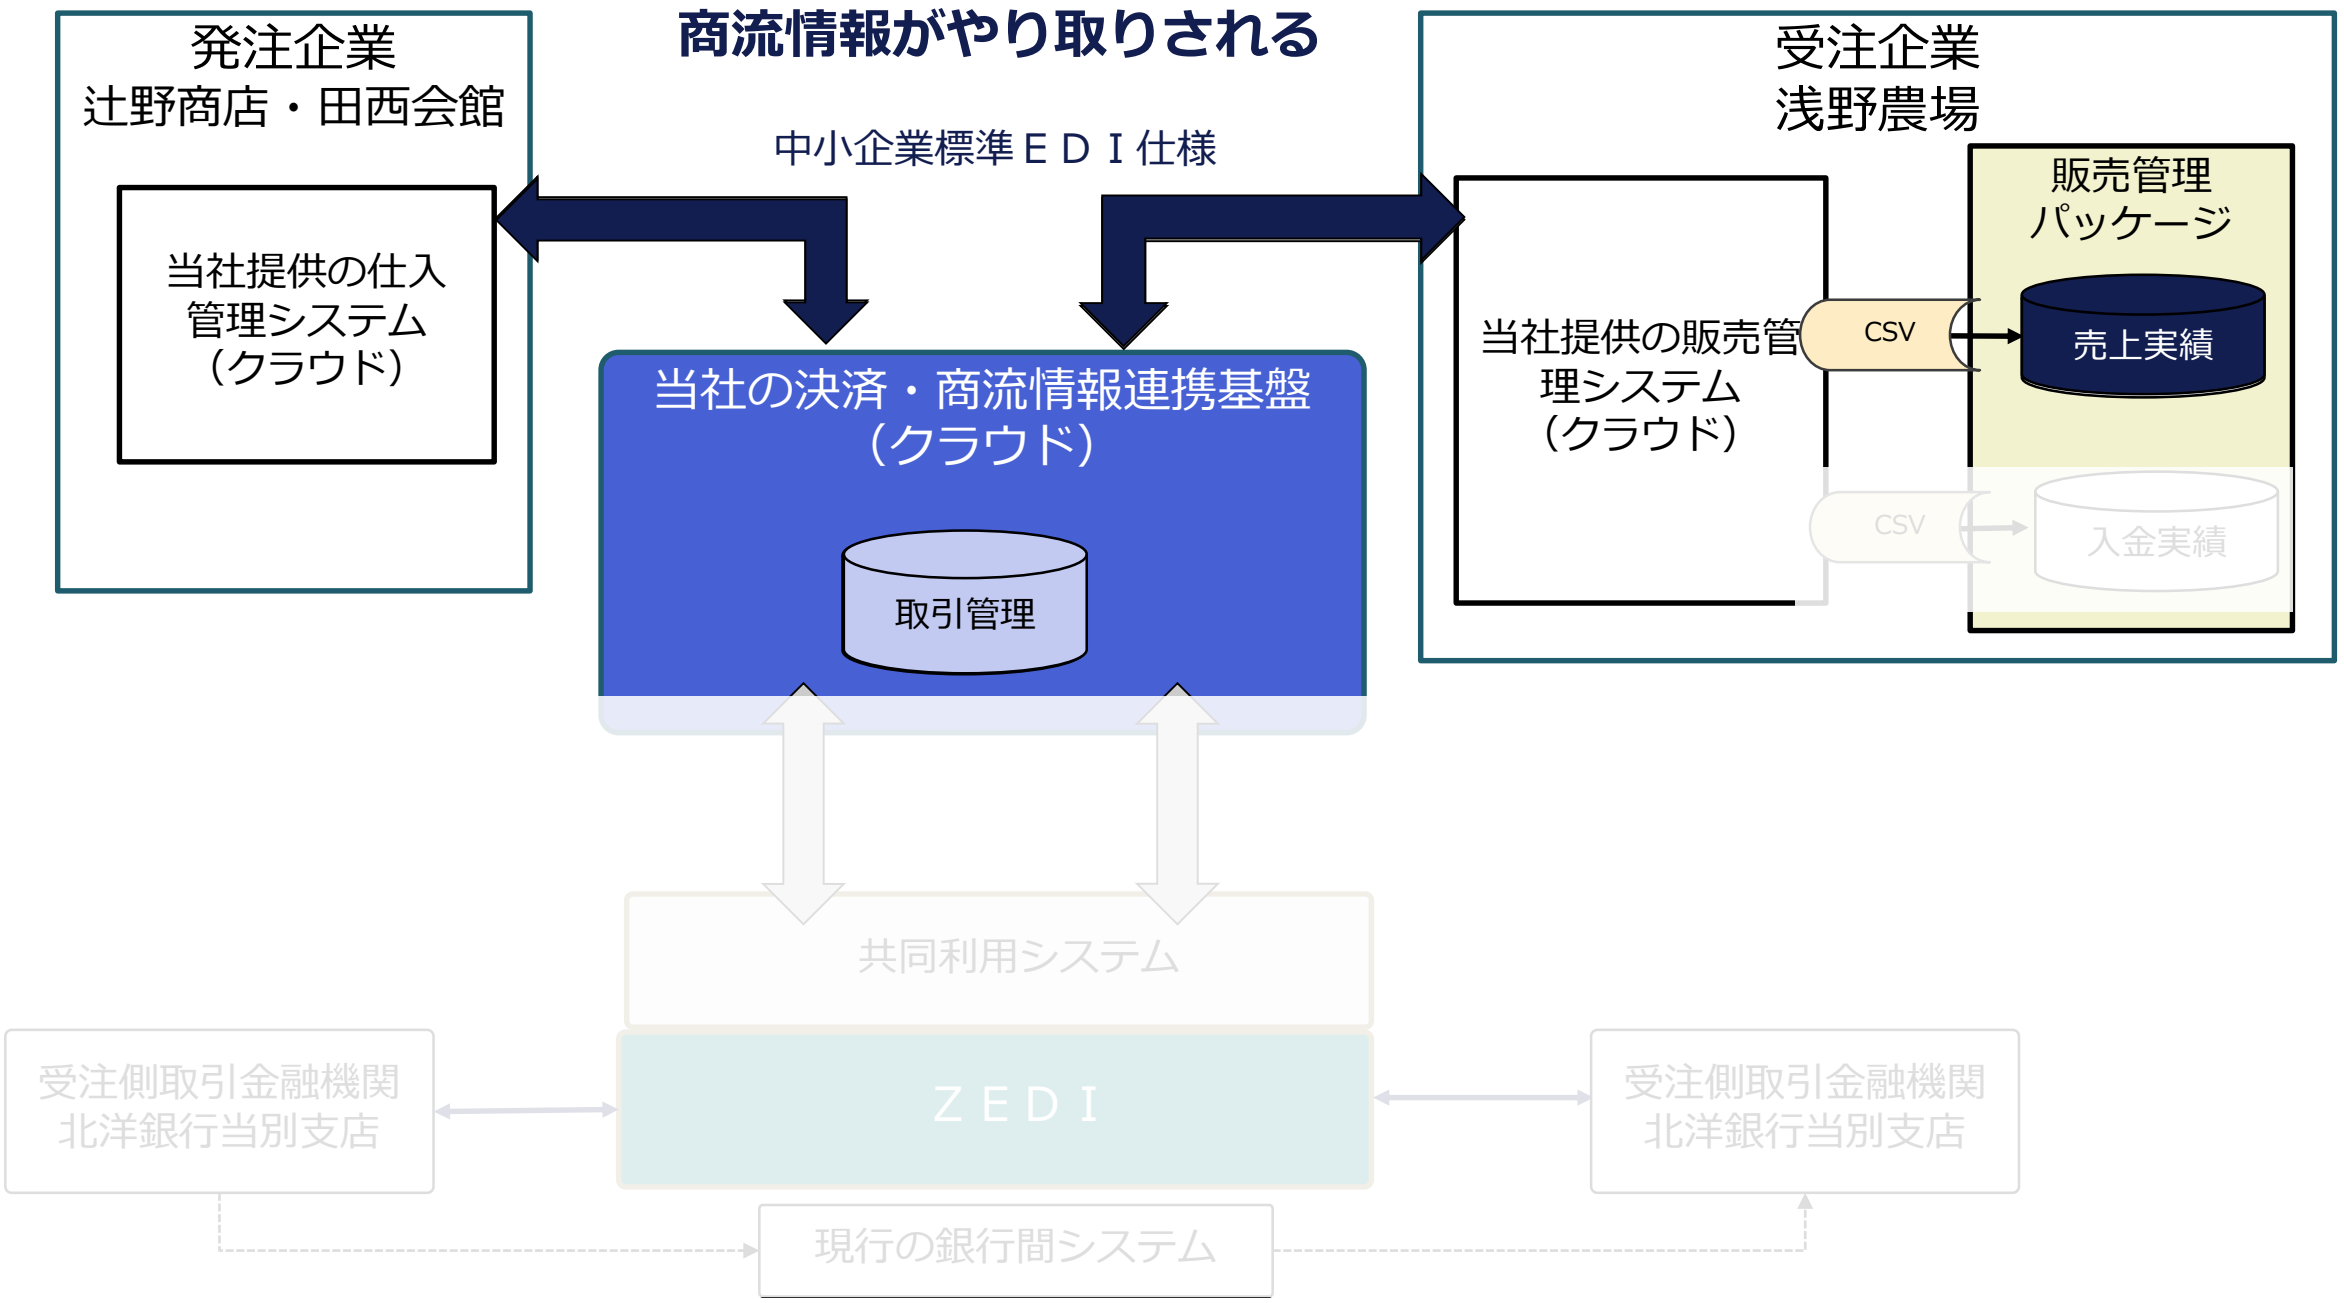 商流情報がやり取りされる
発注企業
辻野商店・田西会館
当社提供の仕入
管理システム
（クラウド）
中小企業標準ＥＤＩ仕様
受注企業
浅野農場
当社提供の販売管
理システム
（クラウド）
販売管理
パッケージ
CSV
売上実績
CSV
入金実績
当社の決済・商流情報連携基盤
（クラウド）
取引管理
共同利用システム
ＺＥＤＩ
受注側取引金融機関
北洋銀行当別支店
受注側取引金融機関
北洋銀行当別支店
現行の銀行間システム